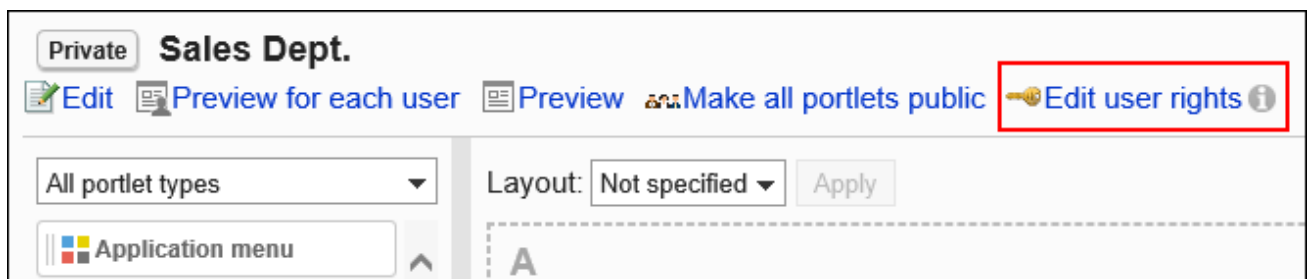 Private Sales Dept.
Edit Preview for each user Preview Make all portlets public Edit user rights
All portlet types Layout: Not specified Apply
Application menu A